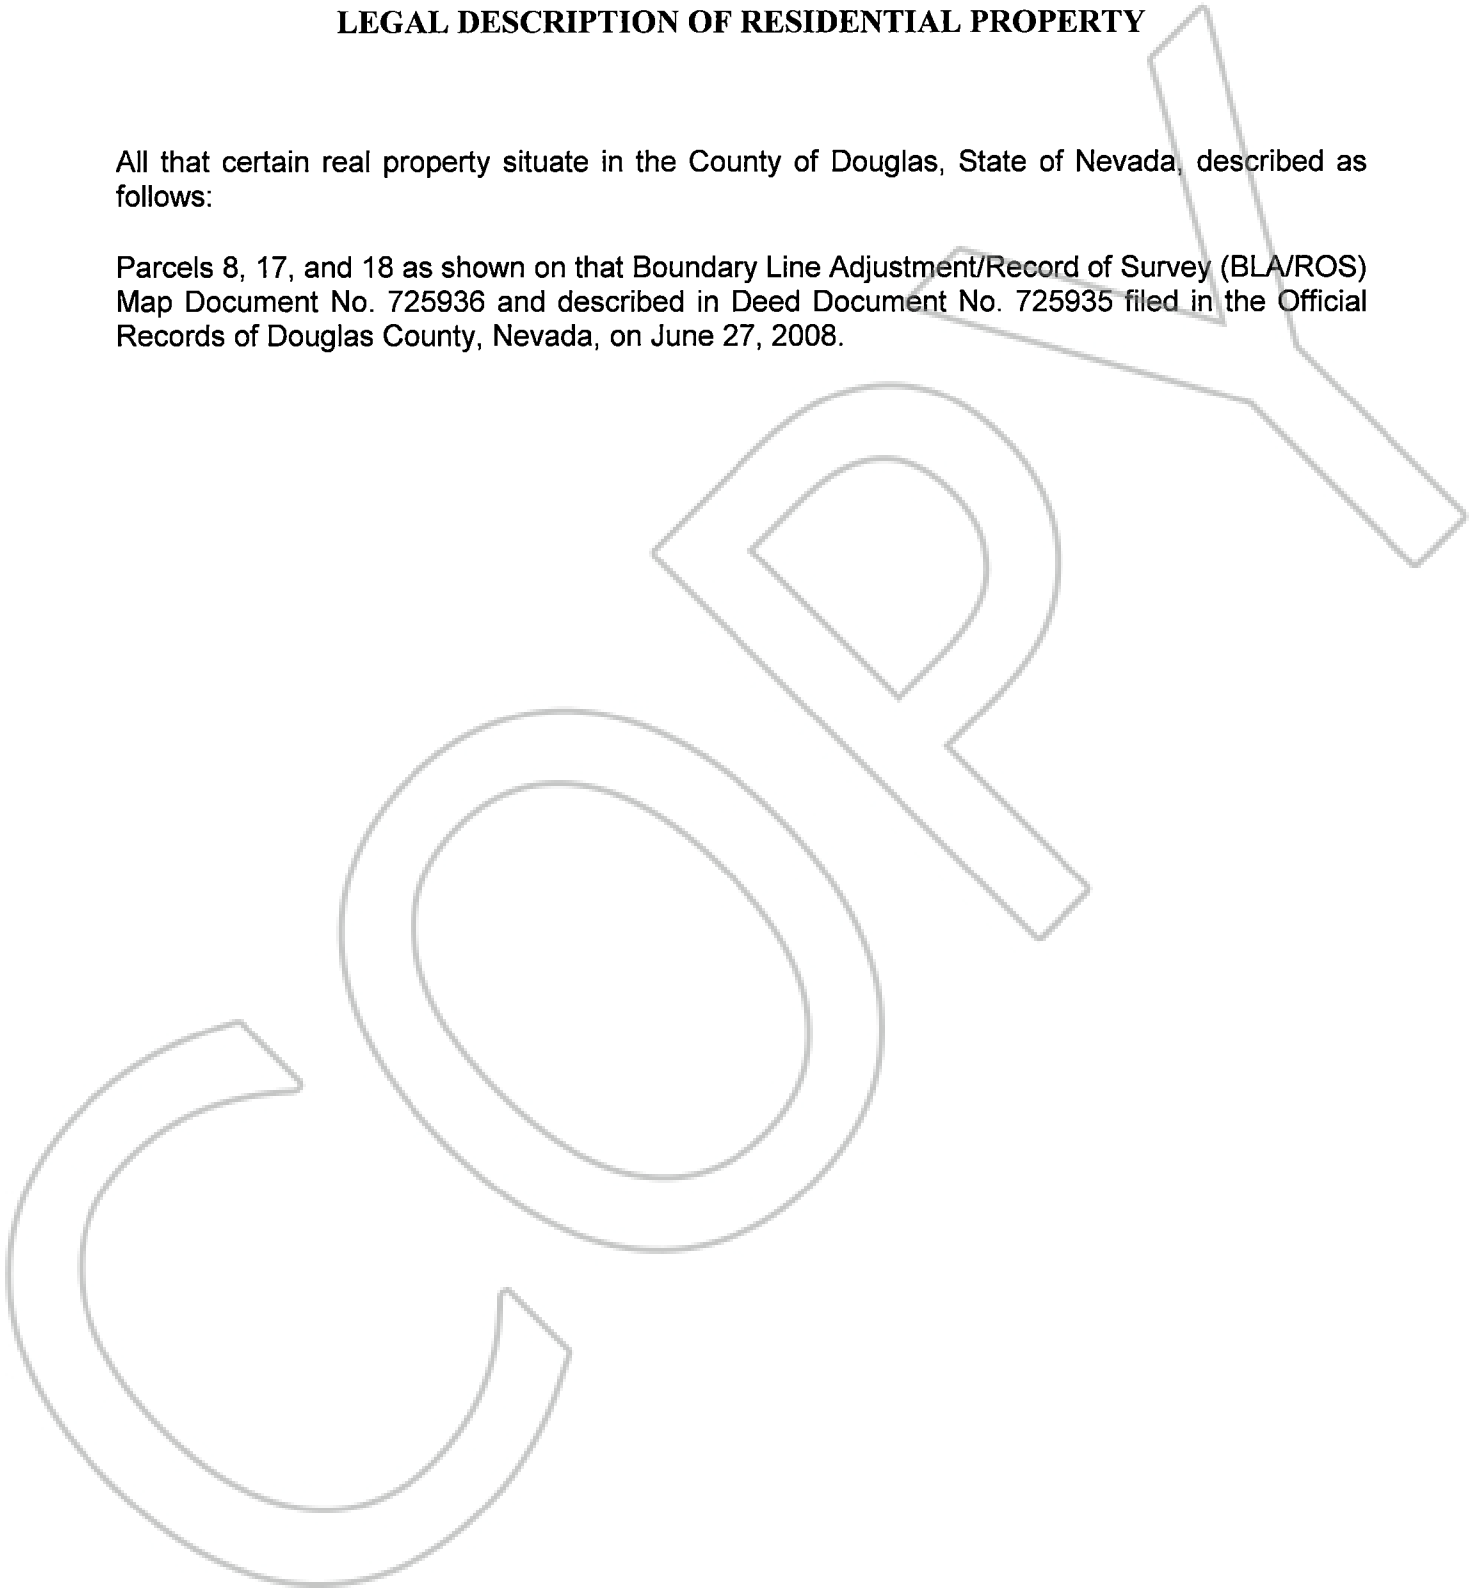 LEGAL DESCRIPTION OF RESIDENTIAL PROPERTY
All that certain real property situate in the County of Douglas, State of Nevada, described as
follows:
Parcels 8, 17, and 18 as shown on that Boundary Line Adjustment/Record of Survey (BLA/ROS)
Map Document No. 725936 and described in Deed Document No. 725935 filed in the Official
Records of Douglas County, Nevada, on June 27, 2008.
COPY